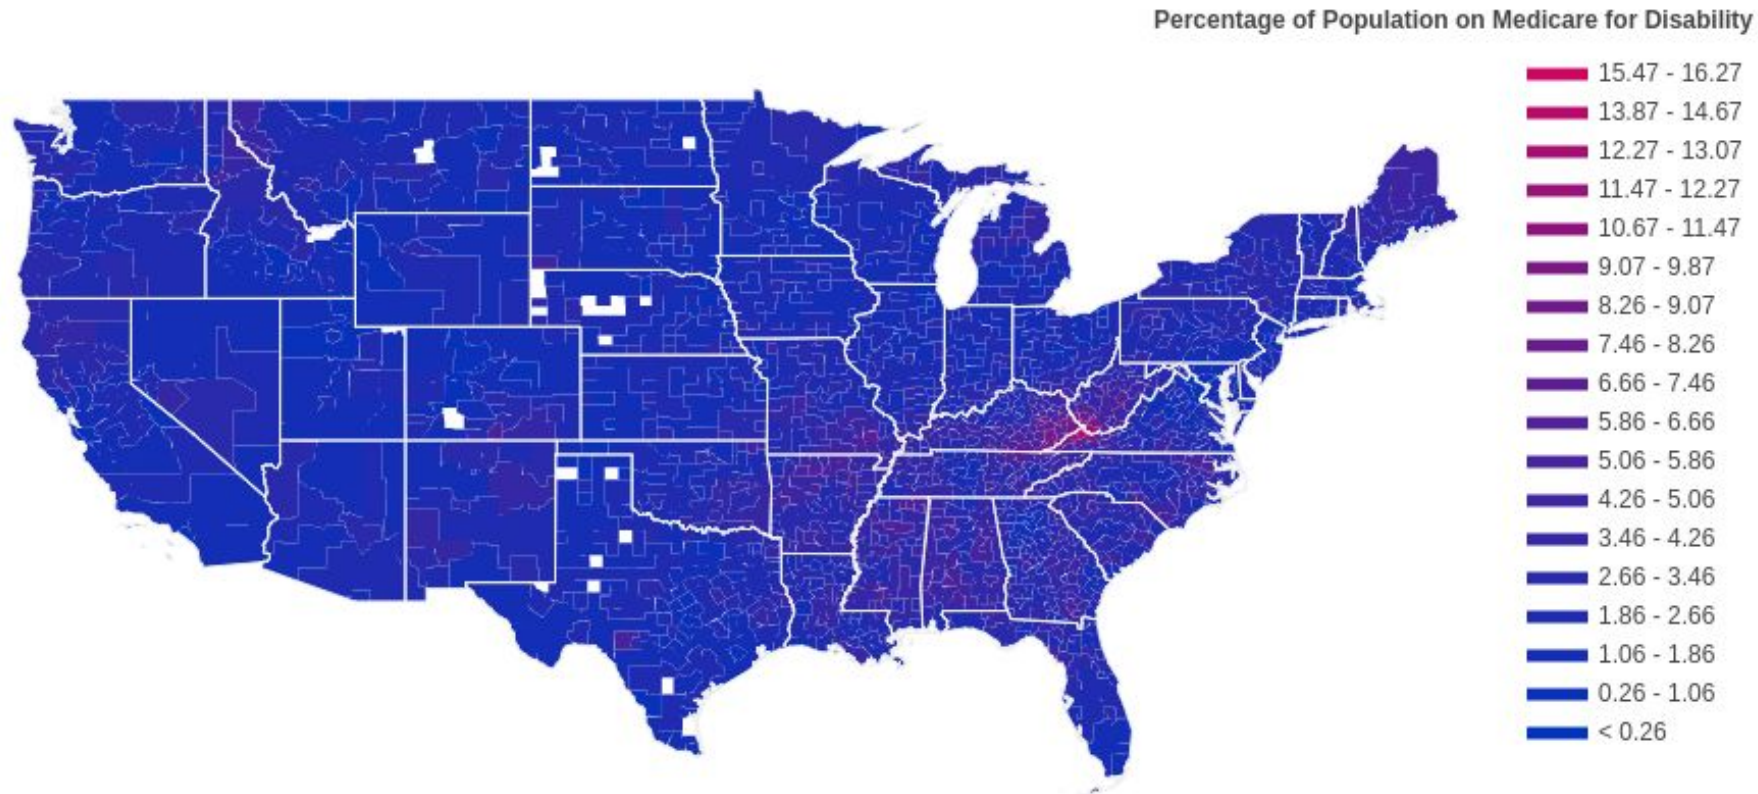 Percentage of Population on Medicare for Disability
15.47 - 16.27
13.87 - 14.67
12.27 - 13.07
11.47 - 12.27
10.67 - 11.47
9.07 - 9.87
8.26 - 9.07
7.46 - 8.26
6.66 - 7.46
5.86 - 6.66
5.06 - 5.86
4.26 - 5.06
3.46 - 4.26
2.66 - 3.46
1.86 - 2.66
1.06 - 1.86
0.26 - 1.06
< 0.26